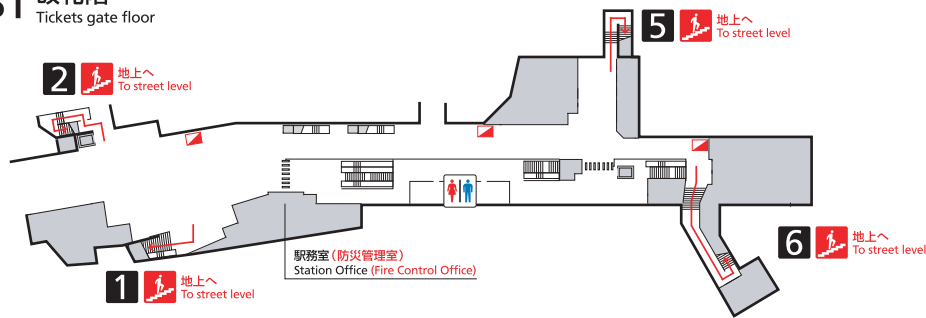 Tickets gate floor
5
地上へ
To street level
2
地上へ
To street level
6
地上へ
To street level
駅務室(防災管理室)
Station Office (Fire Control Office)
1
地上へ
To street level